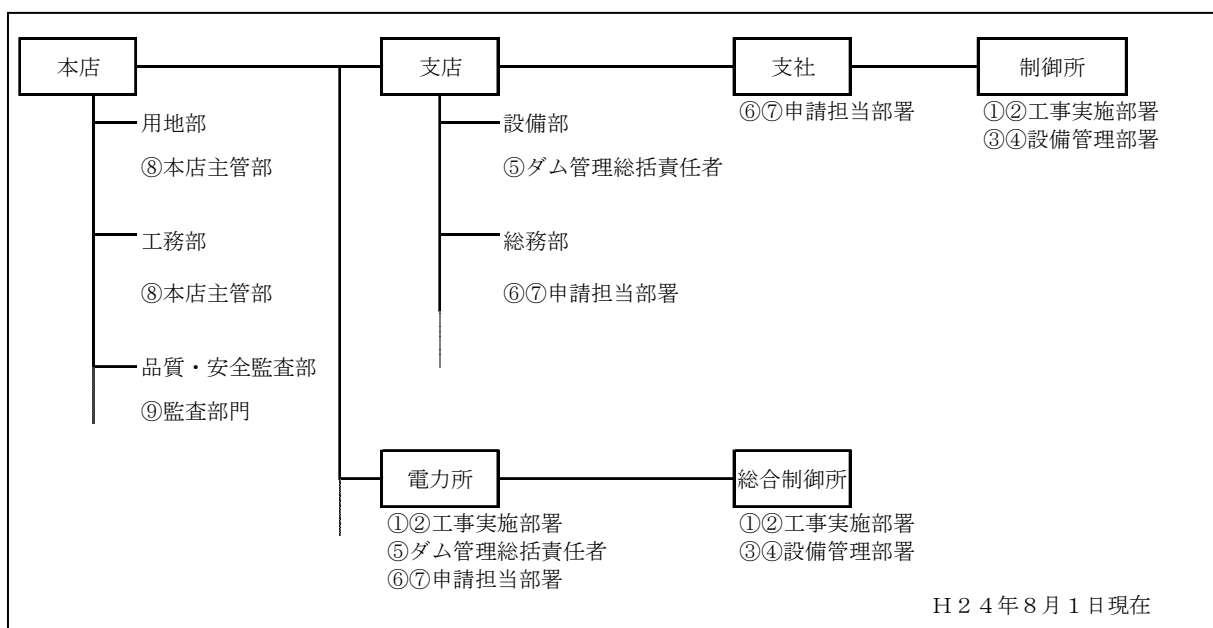 本店
支店
支社
制御所
用地部
⑧本店主管部
工務部
⑧本店主管部
品質・安全監査部
⑨監査部門
設備部
⑤ダム管理総括責任者
総務部
⑥⑦申請担当部署
⑥⑦申請担当部署
①②工事実施部署
③④設備管理部署
電力所
①②工事実施部署
⑤ダム管理総括責任者
⑥⑦申請担当部署
総合制御所
①②工事実施部署
③④設備管理部署
H24年8月1日現在